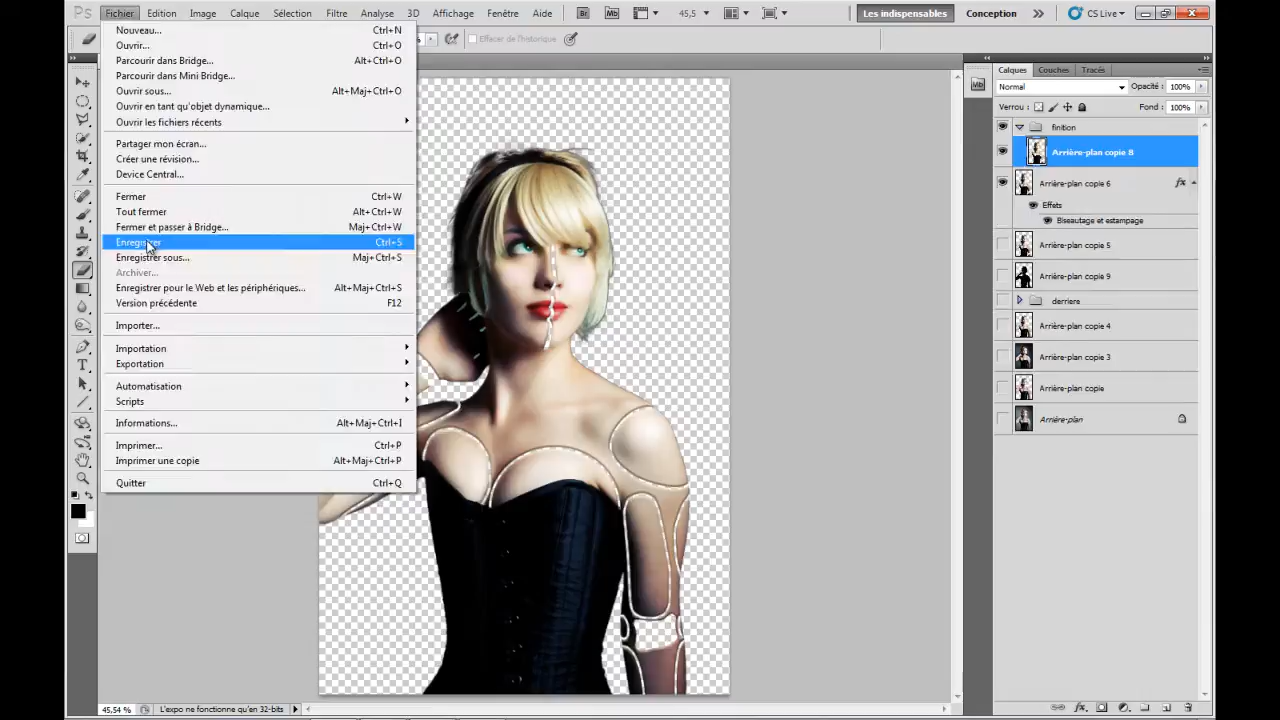 Ps Fichier Edition Image Calque Sélection Filtre Analyse 3D Affichage Fenêtre Aide Br Mb 45,5 Les indispensables Conception CS Live
Effacer de l'historique
Nouveau... Ctrl+N
Ouvrir... Ctrl+O
Parcourir dans Bridge... Alt+Ctrl+O
Parcourir dans Mini Bridge...
Ouvrir sous... Alt+Maj+Ctrl+O
Ouvrir en tant qu'objet dynamique...
Ouvrir les fichiers récents
Partager mon écran...
Créer une révision...
Device Central...
Fermer Ctrl+W
Tout fermer Alt+Ctrl+W
Fermer et passer à Bridge... Maj+Ctrl+W
Enregistrer Ctrl+S
Enregistrer sous... Maj+Ctrl+S
Archiver...
Enregistrer pour le Web et les périphériques... Alt+Maj+Ctrl+S
Version précédente F12
Importer...
Importation
Exportation
Automatisation
Scripts
Informations... Alt+Maj+Ctrl+I
Imprimer... Ctrl+P
Imprimer une copie Alt+Maj+Ctrl+P
Quitter Ctrl+Q
45,54 % L'expo ne fonctionne qu'en 32-bits
Mb
Calques Couches Tracés
Normal Opacité : 100%
Verrou : Fond : 100%
finition
Arrière-plan copie 8
Arrière-plan copie 6 fx
Effets
Biseautage et estampage
Arrière-plan copie 5
Arrière-plan copie 9
derriere
Arrière-plan copie 4
Arrière-plan copie 3
Arrière-plan copie
Arrière-plan
fx